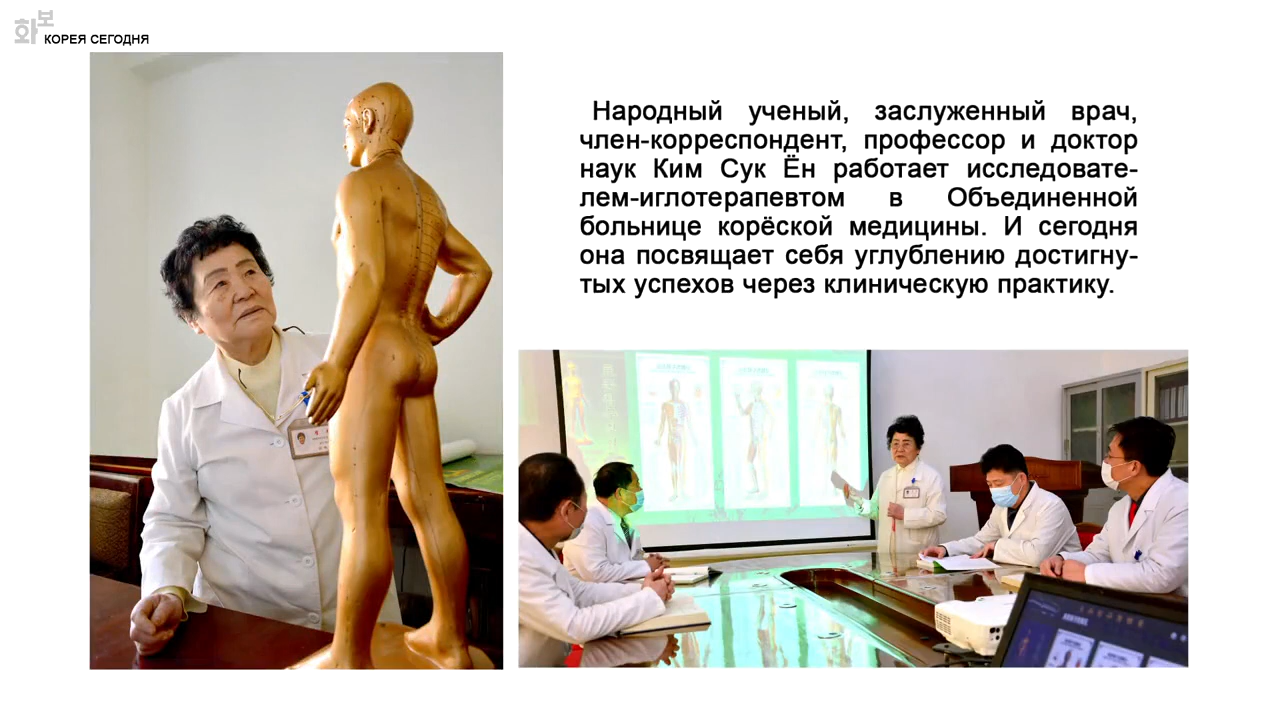 화보
КОРЕЯ СЕГОДНЯ
Народный ученый, заслуженный врач,
член-корреспондент, профессор и доктор
наук Ким Сук Ён работает исследовате-
лем-иглотерапевтом в Объединенной
больнице корёской медицины. И сегодня
она посвящает себя углублению достигну-
тых успехов через клиническую практику.